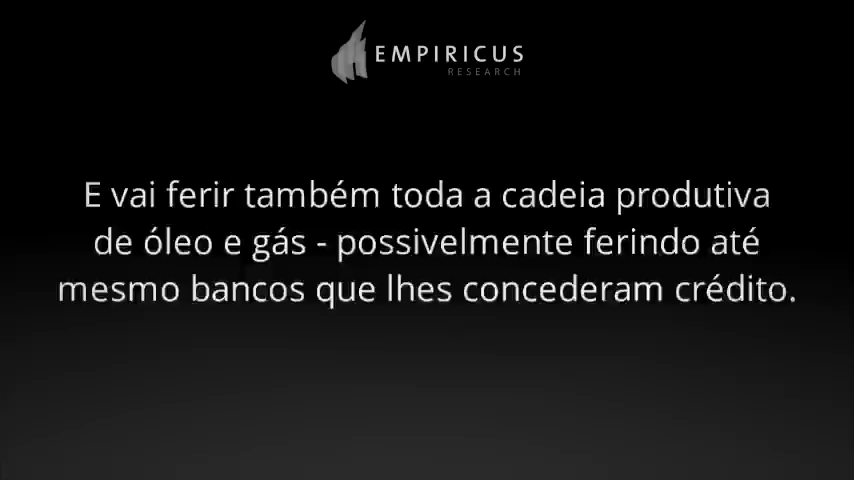 EMPIRICUS
RESEARCH
E vai ferir também toda a cadeia produtiva
de óleo e gás - possivelmente ferindo até
mesmo bancos que lhes concederam crédito.